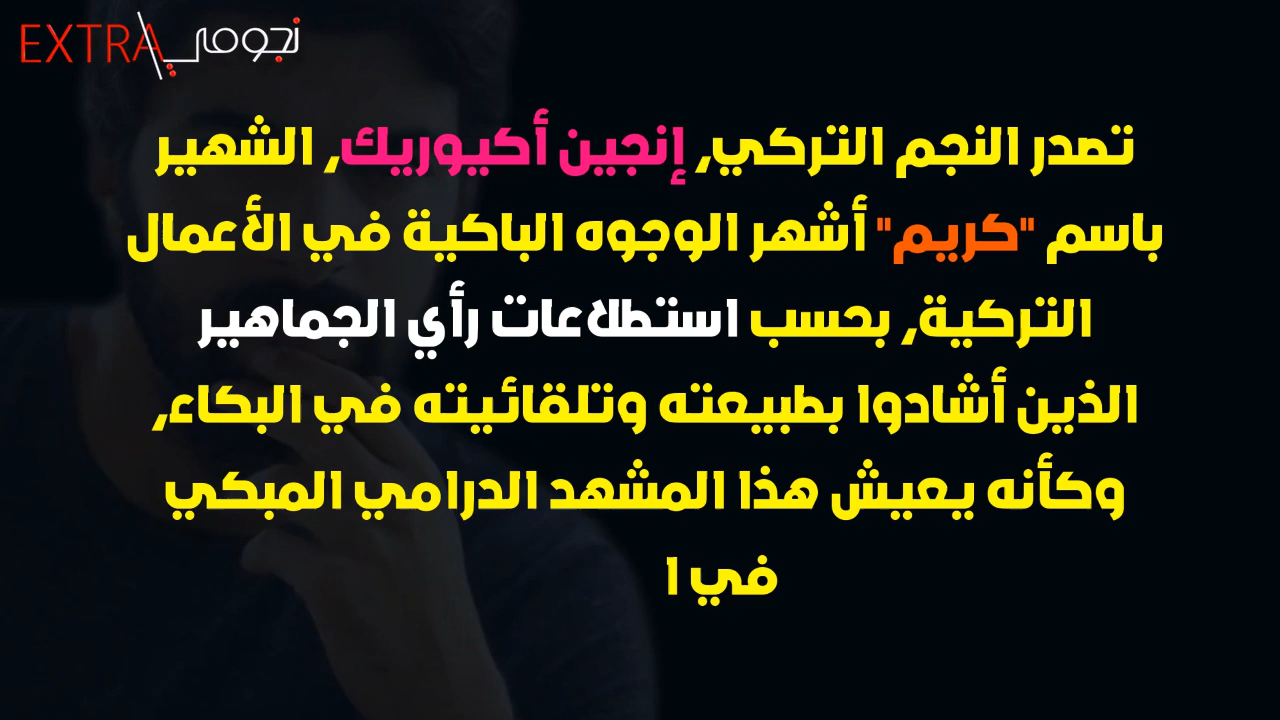 EXTRA نجومي
تصدر النجم التركي, إنجين أكيوريك, الشهير
باسم "كريم" أشهر الوجوه الباكية في الأعمال
التركية, بحسب استطلاعات رأي الجماهير
الذين أشادوا بطبيعته وتلقائيته في البكاء,
وكأنه يعيش هذا المشهد الدرامي المبكي
في ا